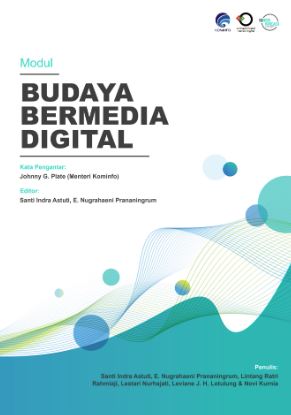 KOMINFO
Modul
BUDAYA
BERMEDIA
DIGITAL
Kata Pengantar:
Johnny G. Plate (Menteri Kominfo)
Editor:
Santi Indra Astuti, E. Nugrahaeni Prananingrum
Penulis:
Santi Indra Astuti, E. Nugrahaeni Prananingrum, Lintang Ratri
Rahmiaji, Lestari Nurhajati, Leviane J. H. Lotulung & Novi Kurnia